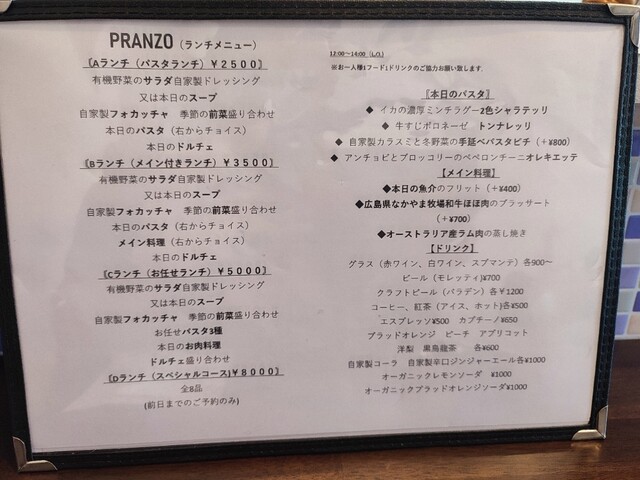 PRANZO（ランチメニュー）
〖Aランチ（パスタランチ）￥2500〗
有機野菜のサラダ自家製ドレッシング
又は本日のスープ
自家製フォカッチャ　季節の前菜盛り合わせ
本日のパスタ（右からチョイス）
本日のドルチェ
〖Bランチ（メイン付きランチ）￥3500〗
有機野菜のサラダ自家製ドレッシング
又は本日のスープ
自家製フォカッチャ　季節の前菜盛り合わせ
本日のパスタ（右からチョイス）
メイン料理（右からチョイス）
本日のドルチェ
〖Cランチ（お任せランチ）￥5000〗
有機野菜のサラダ自家製ドレッシング
又は本日のスープ
自家製フォカッチャ　季節の前菜盛り合わせ
お任せパスタ3種
本日のお肉料理
ドルチェ盛り合わせ
〖Dランチ（スペシャルコース)￥8000〗
全8品
(前日までのご予約のみ)
12:00～14:00（L.O.）
※お一人様1フード1ドリンクのご協力お願い致します.
〖本日のパスタ〗
◆ イカの濃厚ミンチラグー2色シャラテッリ
◆ 牛すじボロネーゼ　トンナレッリ
◆ 自家製カラスミと冬野菜の手延べパスタピチ（＋¥800）
◆ アンチョビとブロッコリーのペペロンチーニオレキエッテ
【メイン料理】
◆本日の魚介のフリット（＋¥400）
◆広島県なかやま牧場和牛ほほ肉のブラッサート
（＋¥700）
◆オーストラリア産ラム肉の蒸し焼き
【ドリンク】
グラス（赤ワイン、白ワイン、スプマンテ）各900～
ビール（モレッティ)¥700
クラフトビール（バラデン）各￥1200
コーヒー、紅茶（アイス、ホット)各¥500
エスプレッソ¥500　カプチーノ¥650
ブラッドオレンジ　ピーチ　アプリコット
洋梨　黒烏龍茶　　各¥600
自家製コーラ　自家製辛口ジンジャーエール各¥1000
オーガニックレモンソーダ　¥1000
オーガニックブラッドオレンジソーダ¥1000